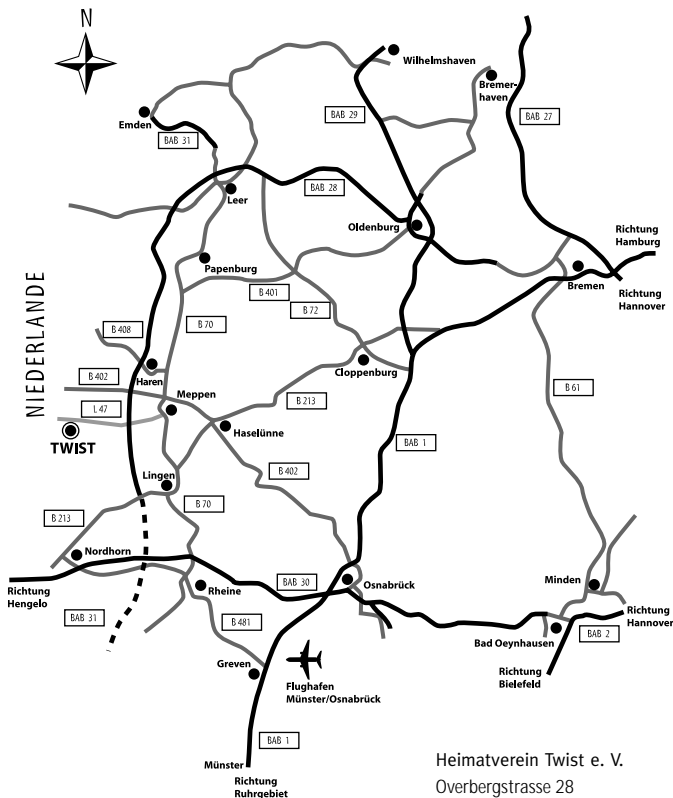 N
Wilhelmshaven
Bremer-
haven
Emden
BAB 29
BAB 27
BAB 31
BAB 28
Leer
Oldenburg
Richtung
Hamburg
Papenburg
Bremen
Richtung
Hannover
B 401
B 72
B 70
B 408
NIEDERLANDE
Haren
Cloppenburg
B 402
B 61
Meppen
B 213
L 47
Haselünne
TWIST
BAB 1
B 402
Lingen
B 70
B 213
Nordhorn
BAB 30
Osnabrück
Minden
Richtung
Hengelo
Rheine
BAB 31
B 481
Richtung
Hannover
BAB 2
Bad Oeynhausen
Greven
Flughafen
Münster/Osnabrück
Richtung
Bielefeld
BAB 1
Münster
Richtung
Ruhrgebiet
Heimatverein Twist e. V.
Overbergstrasse 28